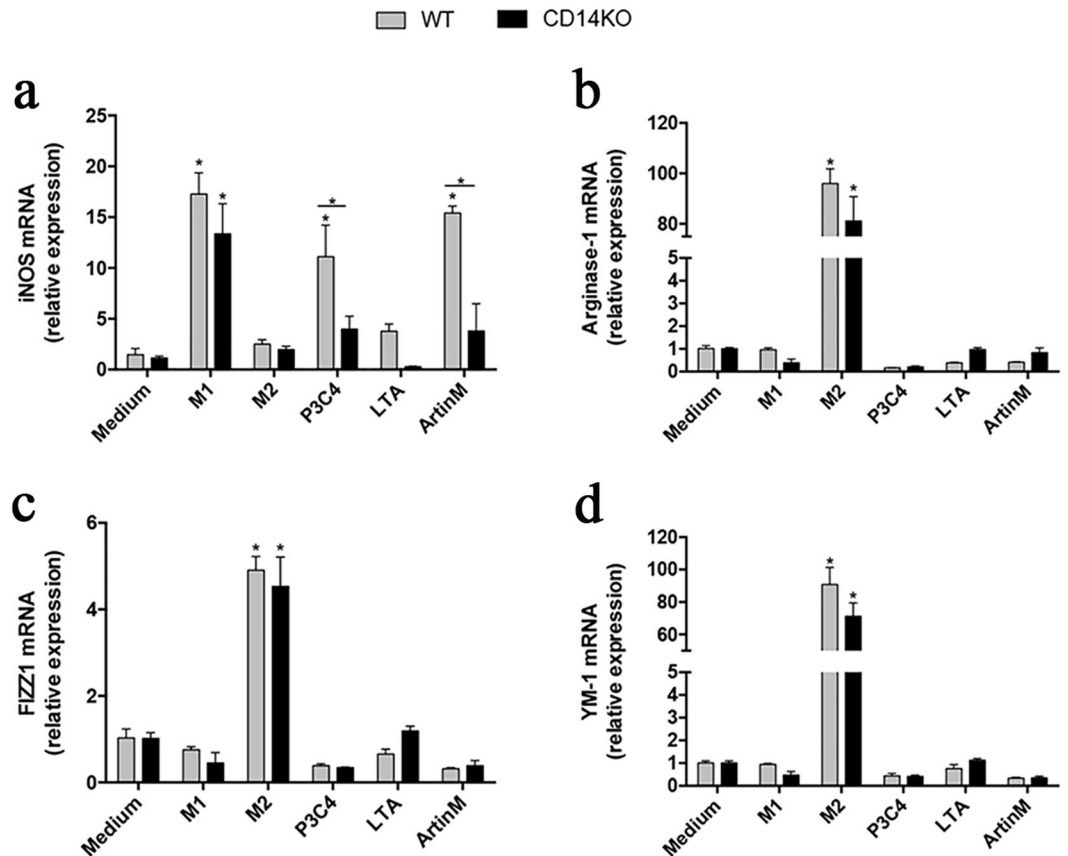 WT CD14KO
a
iNOS mRNA
(relative expression)
25
20
15
10
5
0
* * * * * *
Medium M1 M2 P3C4 LTA ArtinM
b
Arginase-1 mRNA
(relative expression)
120
100
80
5
4
3
2
1
0
* *
Medium M1 M2 P3C4 LTA ArtinM
c
FIZZ1 mRNA
(relative expression)
6
4
2
0
* *
Medium M1 M2 P3C4 LTA ArtinM
d
YM-1 mRNA
(relative expression)
120
100
80
60
5
4
3
2
1
0
* *
Medium M1 M2 P3C4 LTA ArtinM